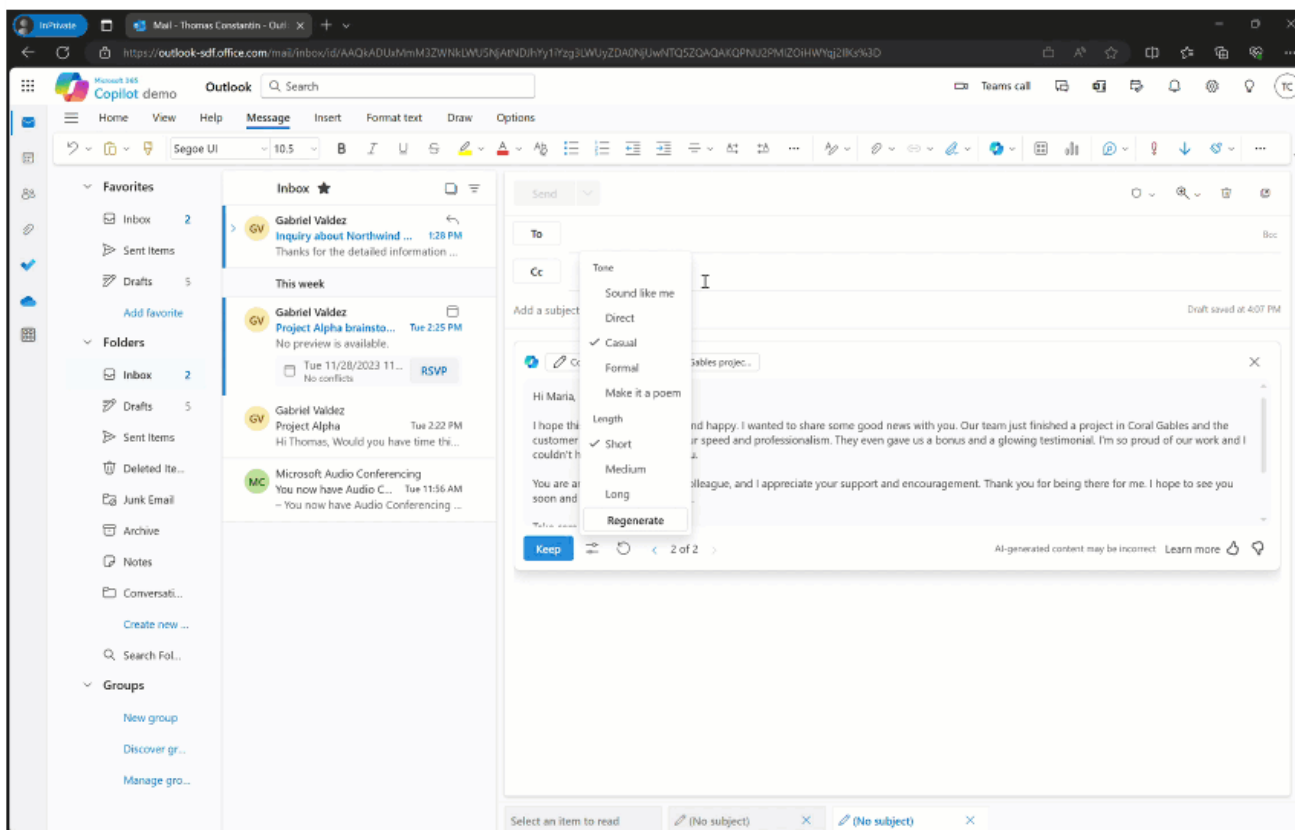 InPrivate
Mail - Thomas Constantin - Outl
https://outlook-sdf.office.com/mail/inbox/id/
Microsoft 365
Copilot demo
Outlook
Search
Teams call
TC
Home View Help Message Insert Format text Draw Options
Segoe UI 10.5
Favorites
Inbox 2
Sent Items
Drafts 5
Add favorite
Folders
Inbox 2
Drafts 5
Sent Items
Deleted Ite...
Junk Email
Archive
Notes
Conversati...
Create new ...
Search Fol...
Groups
New group
Discover gr...
Manage gro...
Inbox
GV
Gabriel Valdez
Inquiry about Northwind ... 1:28 PM
Thanks for the detailed information ...
This week
GV
Gabriel Valdez
Project Alpha brainsto... Tue 2:25 PM
No preview is available.
Tue 11/28/2023 11...
No conflicts
RSVP
GV
Gabriel Valdez
Project Alpha Tue 2:22 PM
Hi Thomas, Would you have time thi...
MC
Microsoft Audio Conferencing
You now have Audio C... Tue 11:56 AM
– You now have Audio Conferencing ...
Send
To
Bcc
Cc
Add a subject
Draft saved at 4:07 PM
Tone
Sound like me
Direct
Casual
Formal
Make it a poem
Length
Short
Medium
Long
Regenerate
Co
Gables projec...
Hi Maria,
I hope thi nd happy. I wanted to share some good news with you. Our team just finished a project in Coral Gables and the
customer r speed and professionalism. They even gave us a bonus and a glowing testimonial. I'm so proud of our work and I
couldn't h u.
You are a lleague, and I appreciate your support and encouragement. Thank you for being there for me. I hope to see you
soon and
Keep
2 of 2
AI-generated content may be incorrect Learn more
Select an item to read
(No subject)
(No subject)